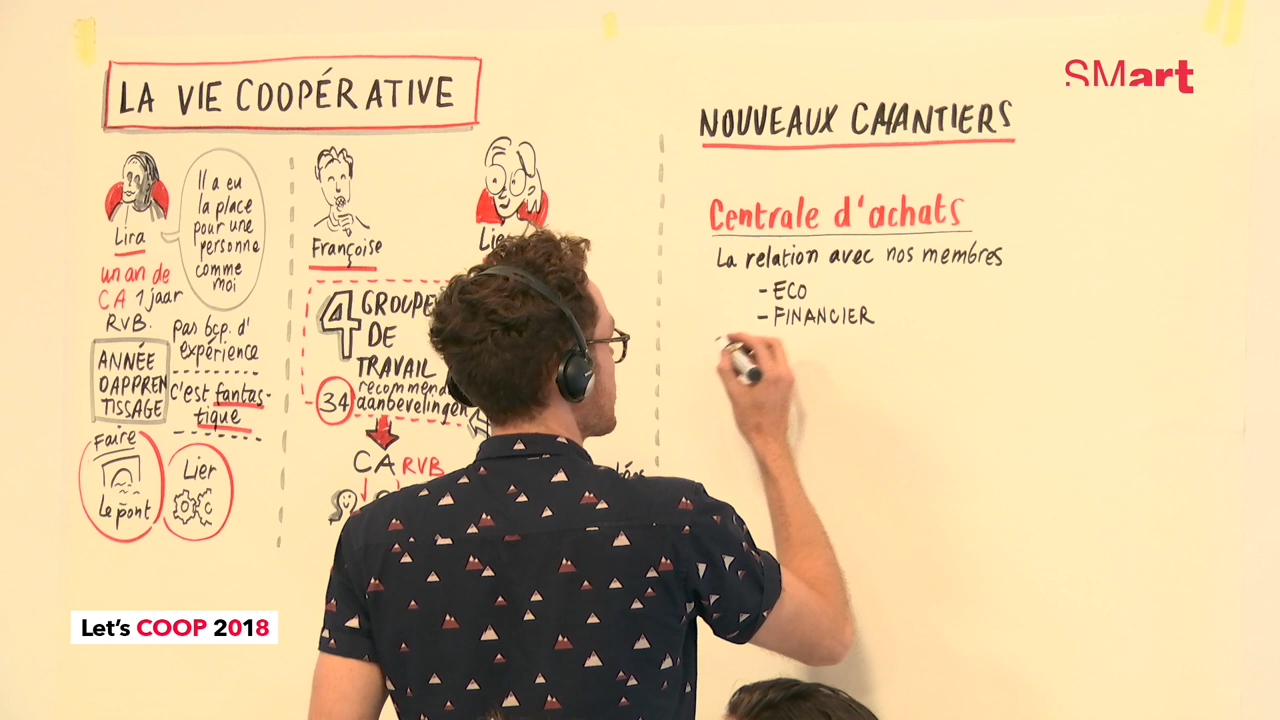 LA VIE COOPÉRATIVE
Lira
Il a eu
la place
pour une
personne
comme
moi
un an de
CA 1 jaar
RVB.
pas bcp. d'
expérience
ANNÉE
D'APPREN
TISSAGE
c'est fantas-
tique
Faire
le pont
Lier
Françoise
4 GROUPE
DE
TRAVAIL
34 recommend
aanbevelingen
CA RVB
Lie
NOUVEAUX CHANTIERS
Centrale d'achats
La relation avec nos membres
- ECO
- FINANCIER
SMart
Let's COOP 2018